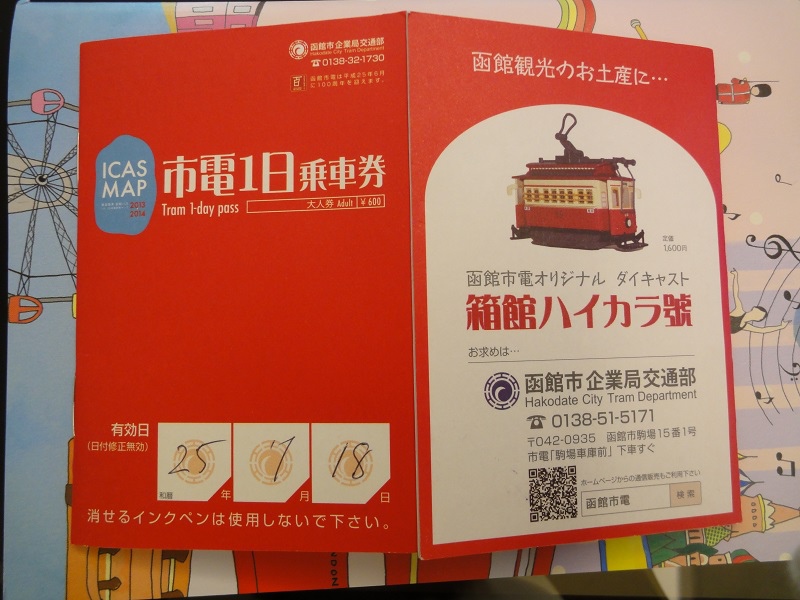 函館市企業局交通部
Hakodate City Tram Department
☎0138-32-1730
函館市電は平成25年6月
に100周年を迎えます。
ICAS
MAP
2013
2014
市電1日乗車券
Tram 1-day pass
大人券 Adult ¥600
有効日
(日付修正無効)
和暦
25年
7月
18日
消せるインクペンは使用しないで下さい。
函館観光のお土産に…
定価
1,600円
函館市電オリジナル ダイキャスト
箱館ハイカラ號
お求めは…
函館市企業局交通部
Hakodate City Tram Department
☎ 0138-51-5171
〒042-0935 函館市駒場15番1号
市電「駒場車庫前」下車すぐ
ホームページからの通信販売もご利用下さい
函館市電 検索